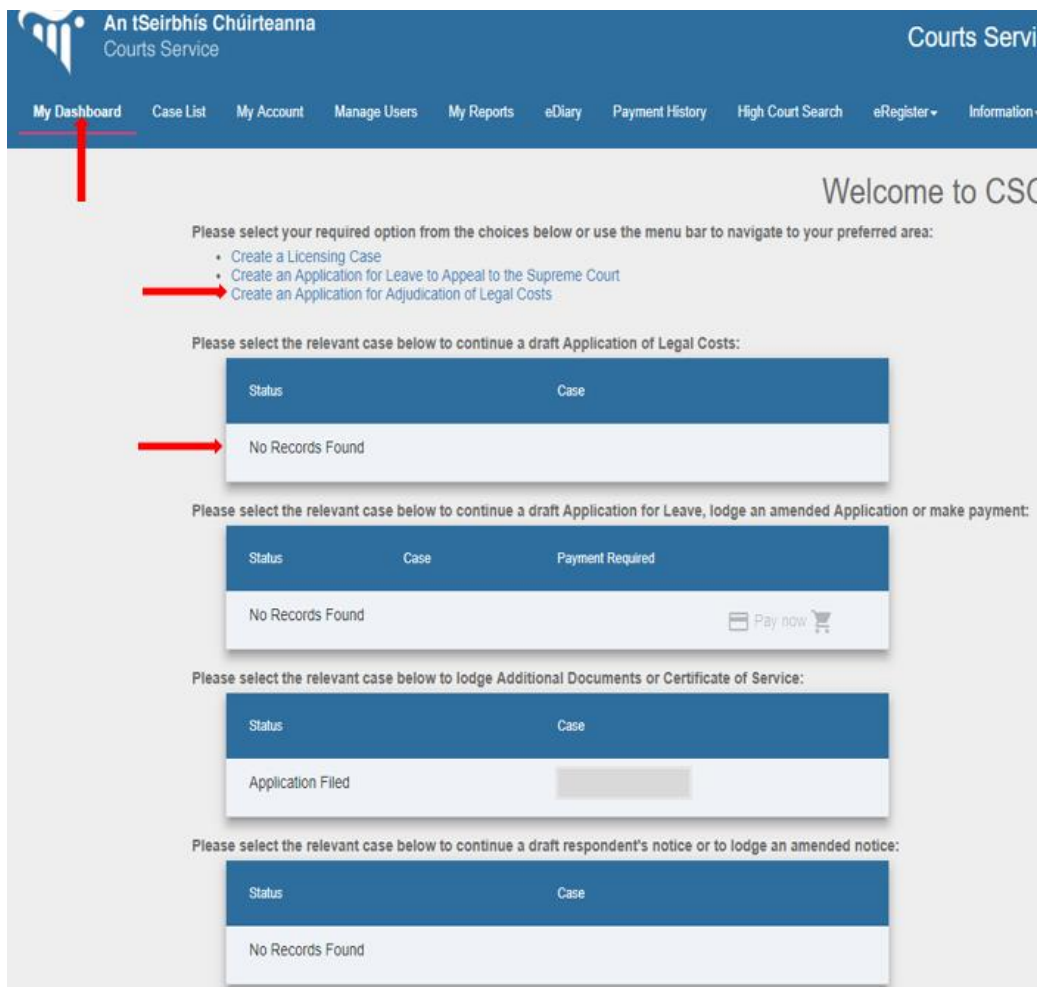 An tSeirbhís Chúirteanna
Courts Service
Courts Servi
My Dashboard Case List My Account Manage Users My Reports eDiary Payment History High Court Search eRegister Information
Welcome to CSO
Please select your required option from the choices below or use the menu bar to navigate to your preferred area:
• Create a Licensing Case
• Create an Application for Leave to Appeal to the Supreme Court
Create an Application for Adjudication of Legal Costs
Please select the relevant case below to continue a draft Application of Legal Costs:
Status Case
No Records Found
Please select the relevant case below to continue a draft Application for Leave, lodge an amended Application or make payment:
Status Case Payment Required
No Records Found Pay now
Please select the relevant case below to lodge Additional Documents or Certificate of Service:
Status Case
Application Filed
Please select the relevant case below to continue a draft respondent's notice or to lodge an amended notice:
Status Case
No Records Found